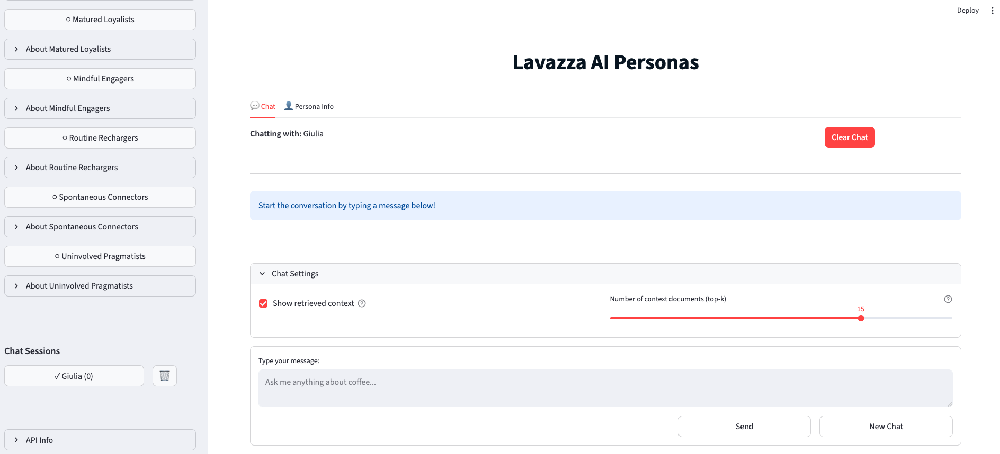 Matured Loyalists
About Matured Loyalists
Mindful Engagers
About Mindful Engagers
Routine Rechargers
About Routine Rechargers
Spontaneous Connectors
About Spontaneous Connectors
Uninvolved Pragmatists
About Uninvolved Pragmatists
Chat Sessions
✓ Giulia (0)
API Info
Deploy
Lavazza AI Personas
Chat
Persona Info
Chatting with: Giulia
Clear Chat
Start the conversation by typing a message below!
Chat Settings
Show retrieved context
Number of context documents (top-k)
15
Type your message:
Ask me anything about coffee...
Send
New Chat